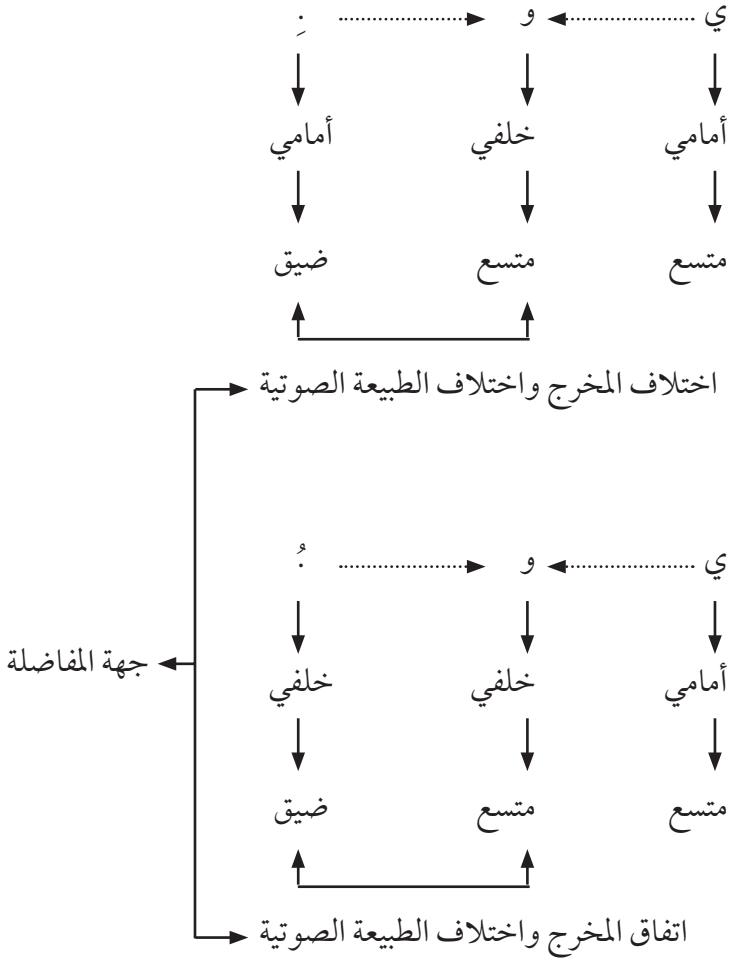 ي و .ِ
أمامي خلفي أمامي
متسع متسع ضيق
اختلاف المخرج واختلاف الطبيعة الصوتية
ي و .ُ
جهة المفاضلة
أمامي خلفي خلفي
متسع متسع ضيق
اتفاق المخرج واختلاف الطبيعة الصوتية